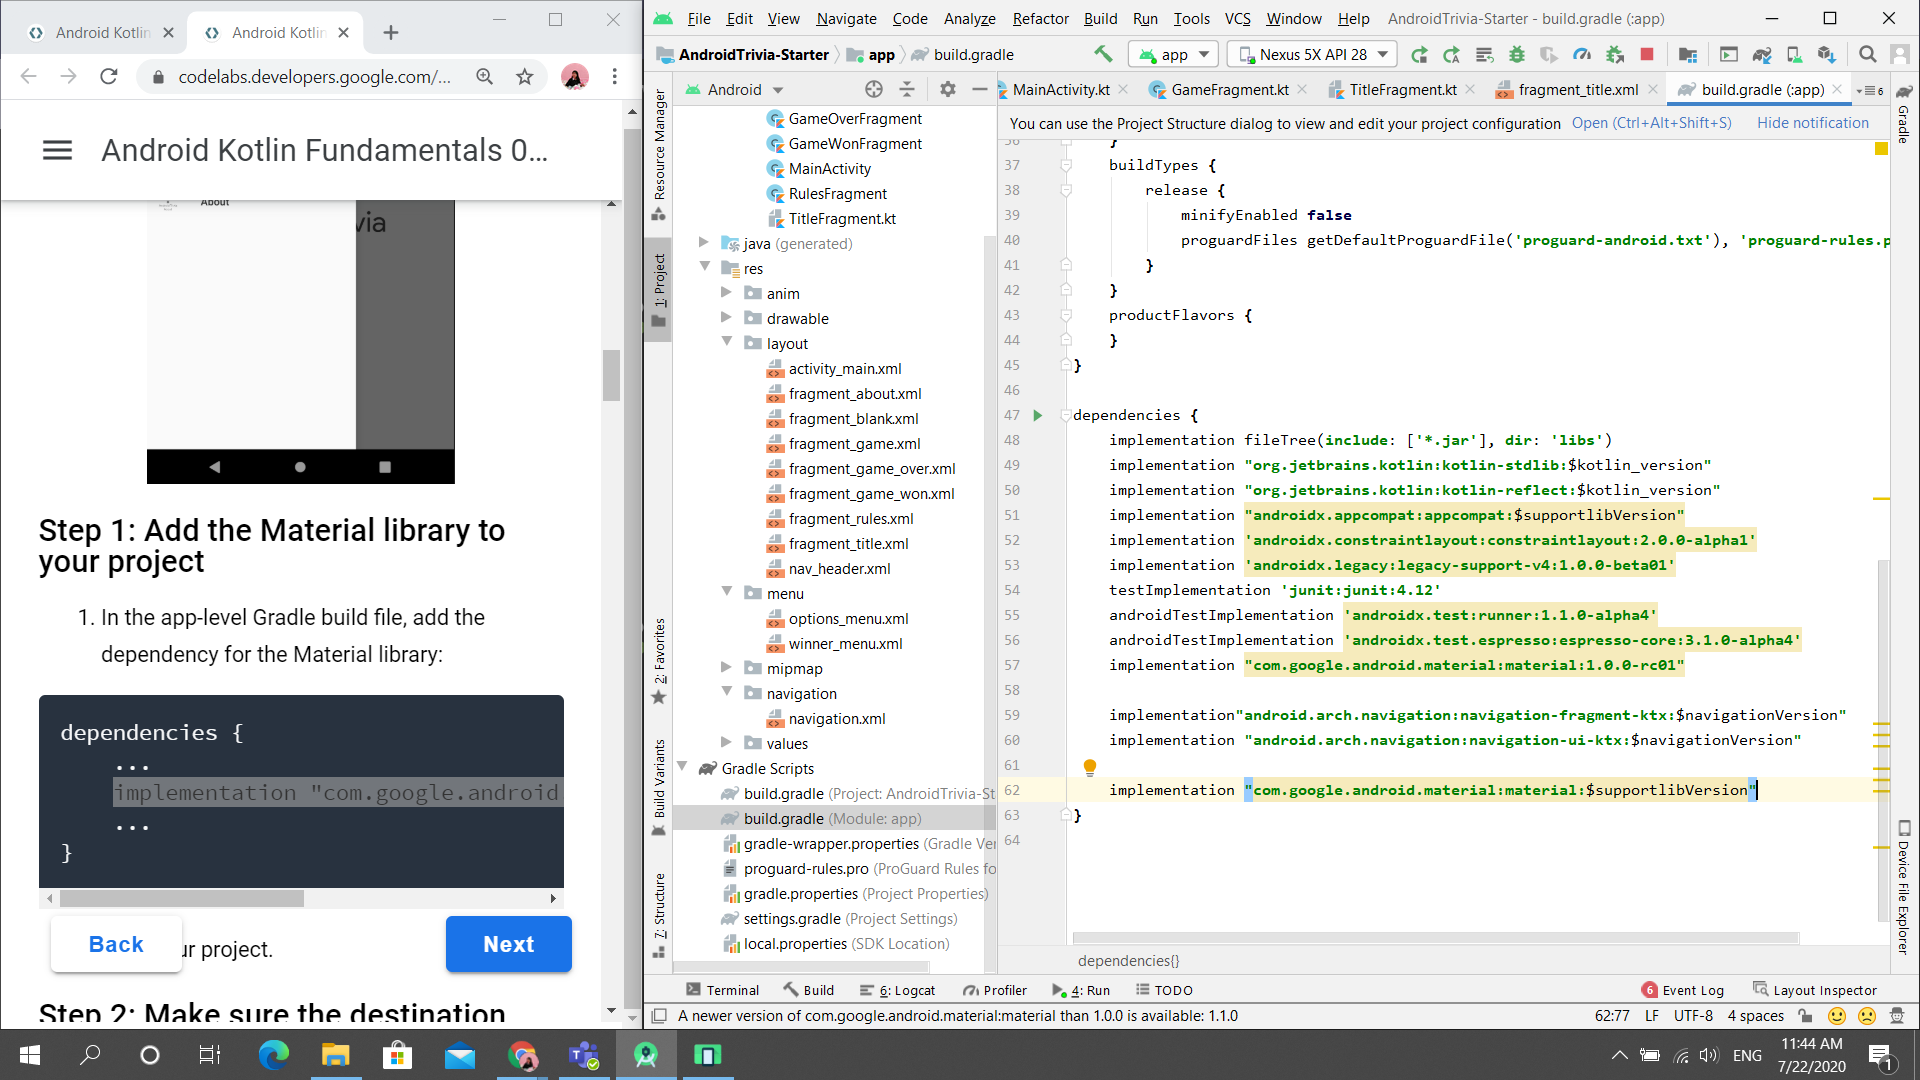 Android Kotlin
Android Kotlin
codelabs.developers.google.com/...
Android Kotlin Fundamentals 0...
About
via
Step 1: Add the Material library to
your project
1. In the app-level Gradle build file, add the
dependency for the Material library:
dependencies {
...
implementation "com.google.android
...
}
Back
ur project.
Next
Step 2: Make sure the destination
File Edit View Navigate Code Analyze Refactor Build Run Tools VCS Window Help AndroidTrivia-Starter - build.gradle (:app)
AndroidTrivia-Starter app build.gradle
app
Nexus 5X API 28
Android
MainActivity.kt
GameFragment.kt
TitleFragment.kt
fragment_title.xml
build.gradle (:app)
6
You can use the Project Structure dialog to view and edit your project configuration Open (Ctrl+Alt+Shift+S) Hide notification
Resource Manager
1: Project
2: Favorites
Build Variants
7: Structure
Gradle
Device File Explorer
GameOverFragment
GameWonFragment
MainActivity
RulesFragment
TitleFragment.kt
java (generated)
res
anim
drawable
layout
activity_main.xml
fragment_about.xml
fragment_blank.xml
fragment_game.xml
fragment_game_over.xml
fragment_game_won.xml
fragment_rules.xml
fragment_title.xml
nav_header.xml
menu
options_menu.xml
winner_menu.xml
mipmap
navigation
navigation.xml
values
Gradle Scripts
build.gradle (Project: AndroidTrivia-St
build.gradle (Module: app)
gradle-wrapper.properties (Gradle Ver
proguard-rules.pro (ProGuard Rules fo
gradle.properties (Project Properties)
settings.gradle (Project Settings)
local.properties (SDK Location)
36 }
37 buildTypes {
38 release {
39 minifyEnabled false
40 proguardFiles getDefaultProguardFile('proguard-android.txt'), 'proguard-rules.p
41 }
42 }
43 productFlavors {
44 }
45 }
46
47 dependencies {
48 implementation fileTree(include: ['*.jar'], dir: 'libs')
49 implementation "org.jetbrains.kotlin:kotlin-stdlib:$kotlin_version"
50 implementation "org.jetbrains.kotlin:kotlin-reflect:$kotlin_version"
51 implementation "androidx.appcompat:appcompat:$supportlibVersion"
52 implementation 'androidx.constraintlayout:constraintlayout:2.0.0-alpha1'
53 implementation 'androidx.legacy:legacy-support-v4:1.0.0-beta01'
54 testImplementation 'junit:junit:4.12'
55 androidTestImplementation 'androidx.test:runner:1.1.0-alpha4'
56 androidTestImplementation 'androidx.test.espresso:espresso-core:3.1.0-alpha4'
57 implementation "com.google.android.material:material:1.0.0-rc01"
58
59 implementation"android.arch.navigation:navigation-fragment-ktx:$navigationVersion"
60 implementation "android.arch.navigation:navigation-ui-ktx:$navigationVersion"
61
62 implementation "com.google.android.material:material:$supportlibVersion"
63 }
64
dependencies{}
Terminal Build 6: Logcat Profiler 4: Run TODO 6 Event Log Layout Inspector
A newer version of com.google.android.material:material than 1.0.0 is available: 1.1.0 62:77 LF UTF-8 4 spaces
ENG
11:44 AM
7/22/2020
1